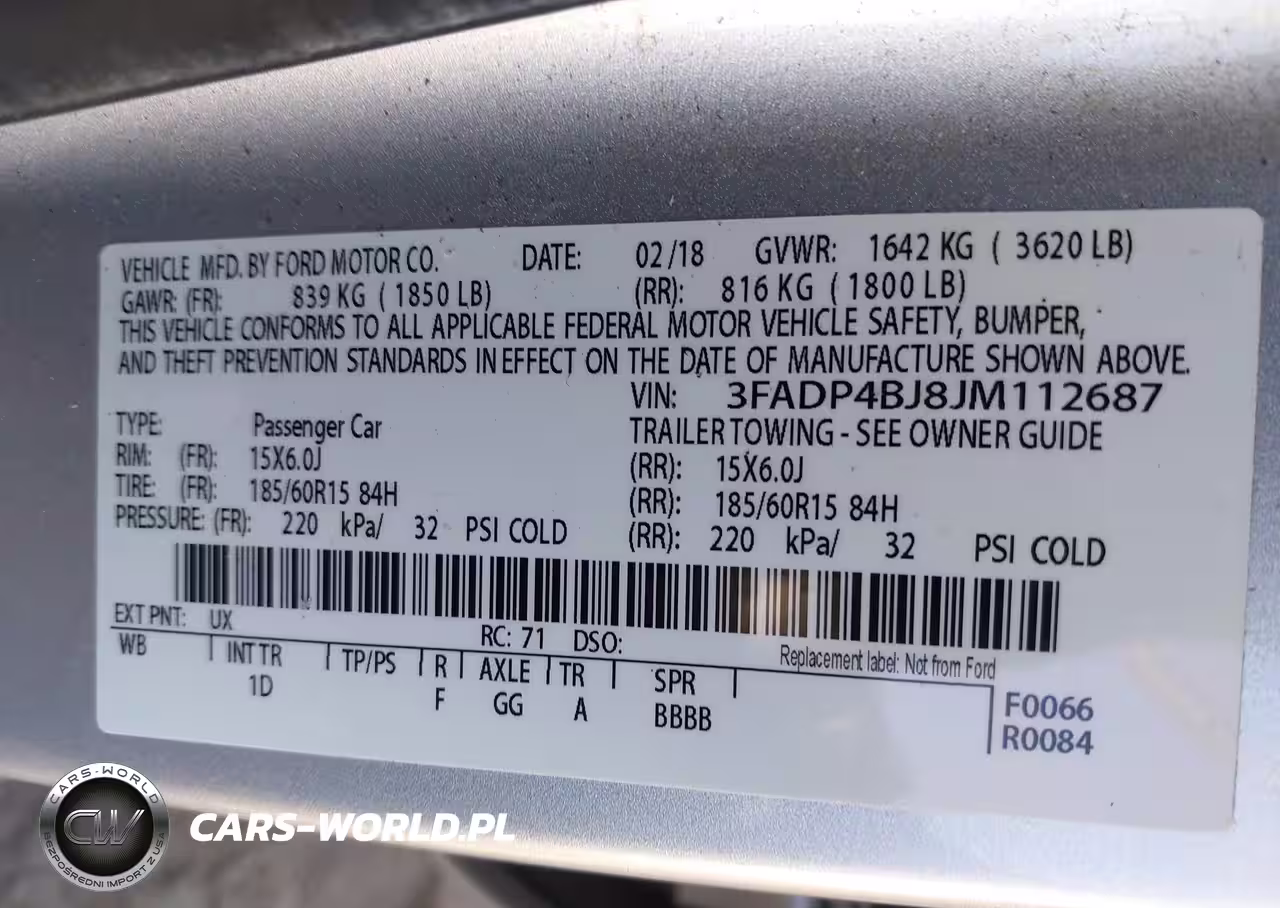 VEHICLE MFD. BY FORD MOTOR CO. DATE: 02/18 GVWR: 1642 KG ( 3620 LB)
GAWR: (FR): 839 KG ( 1850 LB) (RR): 816 KG ( 1800 LB)
THIS VEHICLE CONFORMS TO ALL APPLICABLE FEDERAL MOTOR VEHICLE SAFETY, BUMPER,
AND THEFT PREVENTION STANDARDS IN EFFECT ON THE DATE OF MANUFACTURE SHOWN ABOVE.
VIN: 3FADP4BJ8JM112687
TYPE: Passenger Car TRAILER TOWING - SEE OWNER GUIDE
RIM: (FR): 15X6.0J (RR): 15X6.0J
TIRE: (FR): 185/60R15 84H (RR): 185/60R15 84H
PRESSURE: (FR): 220 kPa/ 32 PSI COLD (RR): 220 kPa/ 32 PSI COLD
EXT PNT: UX RC: 71 DSO:
Replacement label: Not from Ford
WB INT TR TP/PS R AXLE TR SPR
1D F GG A BBBB
F0066
R0084
CARS-WORLD
CW
BEZPOŚREDNI IMPORT Z USA
CARS-WORLD.PL